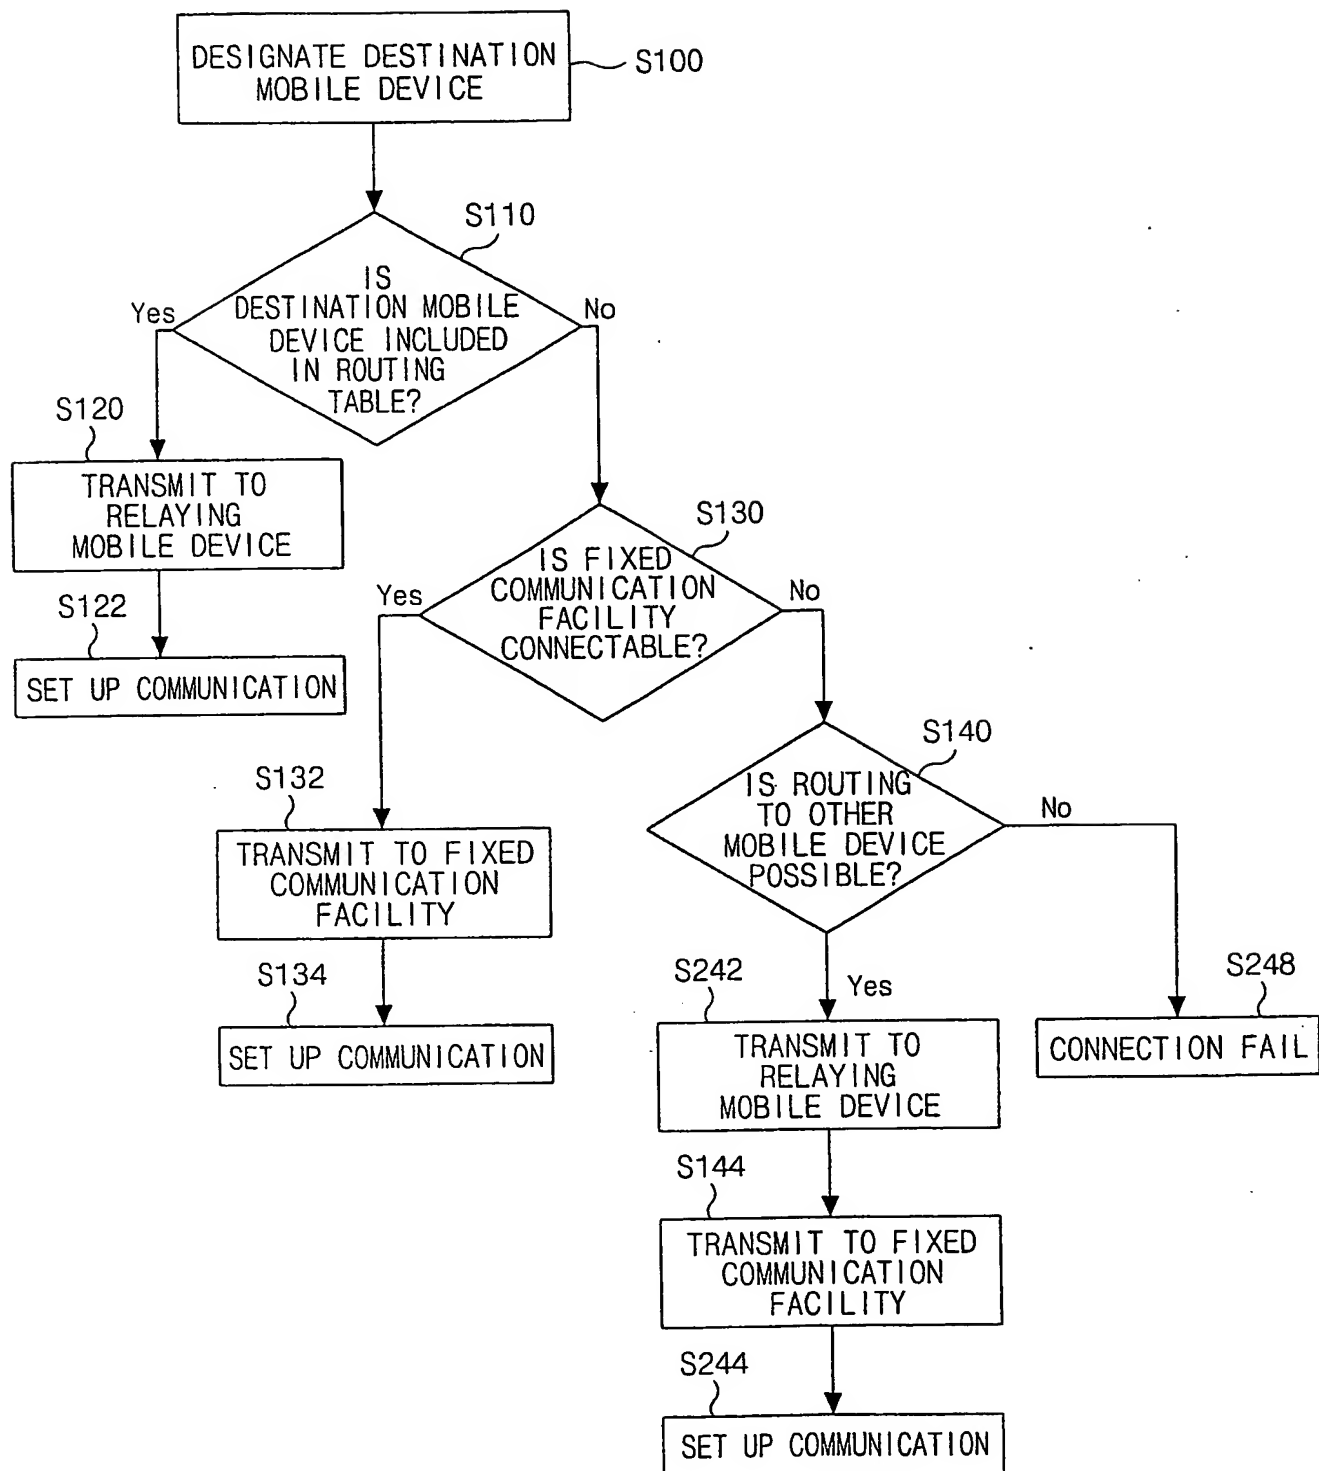 DESIGNATE DESTINATION
MOBILE DEVICE
S100
S110
IS
DESTINATION MOBILE
DEVICE INCLUDED
IN ROUTING
TABLE?
Yes
No
S120
TRANSMIT TO
RELAYING
MOBILE DEVICE
S122
SET UP COMMUNICATION
S130
IS FIXED
COMMUNICATION
FACILITY
CONNECTABLE?
Yes
No
S132
TRANSMIT TO FIXED
COMMUNICATION
FACILITY
S134
SET UP COMMUNICATION
S140
IS ROUTING
TO OTHER
MOBILE DEVICE
POSSIBLE?
No
Yes
S242
TRANSMIT TO
RELAYING
MOBILE DEVICE
S248
CONNECTION FAIL
S144
TRANSMIT TO FIXED
COMMUNICATION
FACILITY
S244
SET UP COMMUNICATION